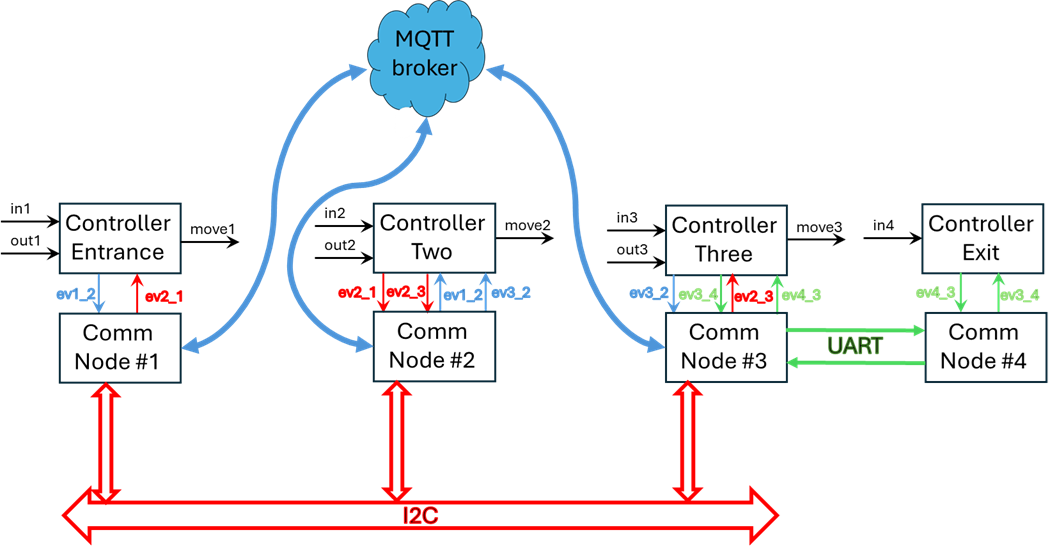 MQTT
broker
in1
out1
Controller
Entrance
move1
in2
out2
Controller
Two
move2
in3
out3
Controller
Three
move3
in4
Controller
Exit
ev1_2
ev2_1
ev2_1
ev2_3
ev1_2
ev3_2
ev3_2
ev3_4
ev2_3
ev4_3
ev4_3
ev3_4
Comm
Node #1
Comm
Node #2
Comm
Node #3
UART
Comm
Node #4
I2C